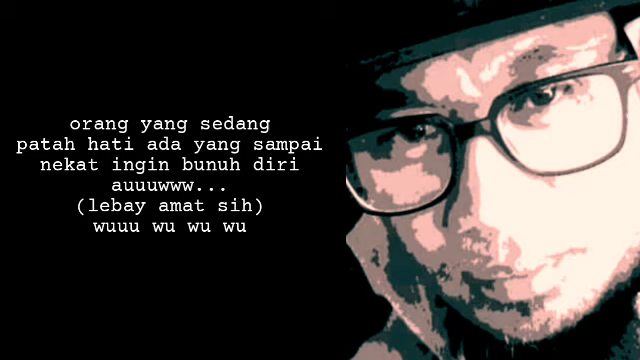 orang yang sedang
patah hati ada yang sampai
nekat ingin bunuh diri
auuuwww...
(lebay amat sih)
wuuu wu wu wu